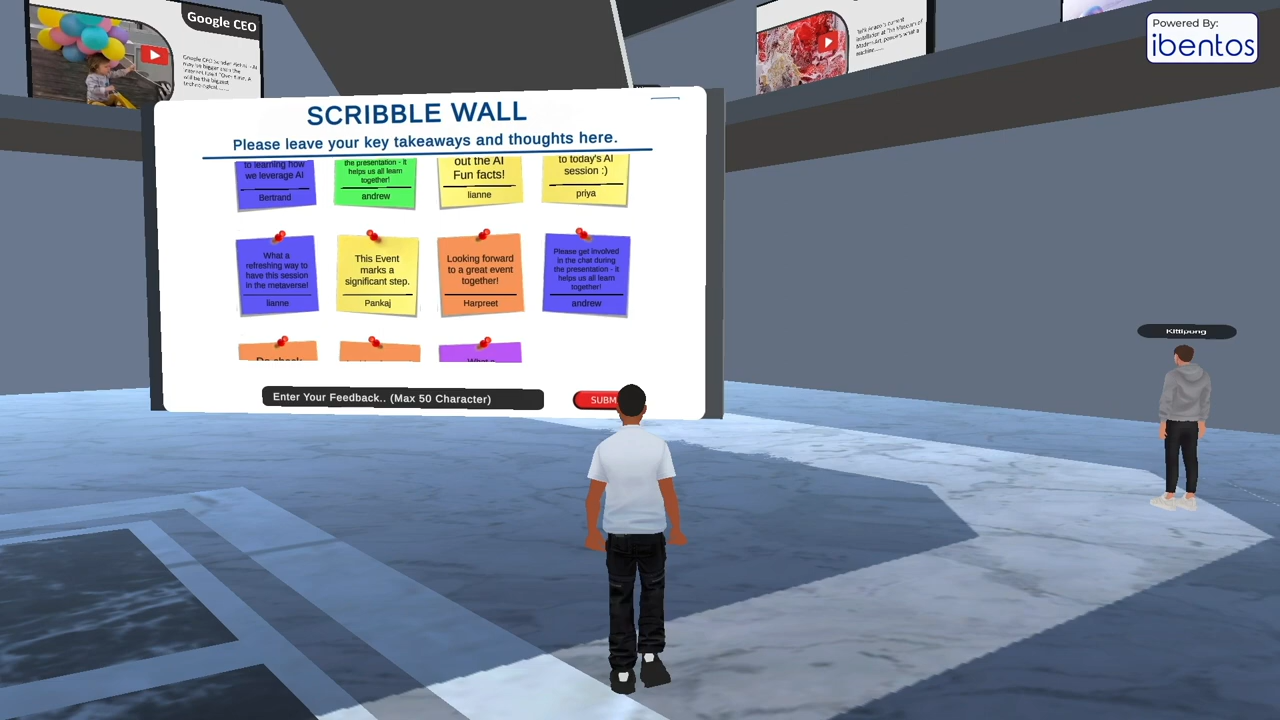 Google CEO
Powered By:
ibentos
SCRIBBLE WALL
Please leave your key takeaways and thoughts here.
to learning how
we leverage AI
Bertrand
the presentation - it
helps us all learn
together!
andrew
out the AI
Fun facts!
lianne
to today's AI
session :)
priya
What a
refreshing way to
have this session
in the metaverse!
lianne
This Event
marks a
significant step.
Pankaj
Looking forward
to a great event
together!
Harpreet
Please get involved
in the chat during
the presentation - it
helps us all learn
together!
andrew
Do check
What a
Enter Your Feedback.. (Max 50 Character)
SUBM
Kittipung